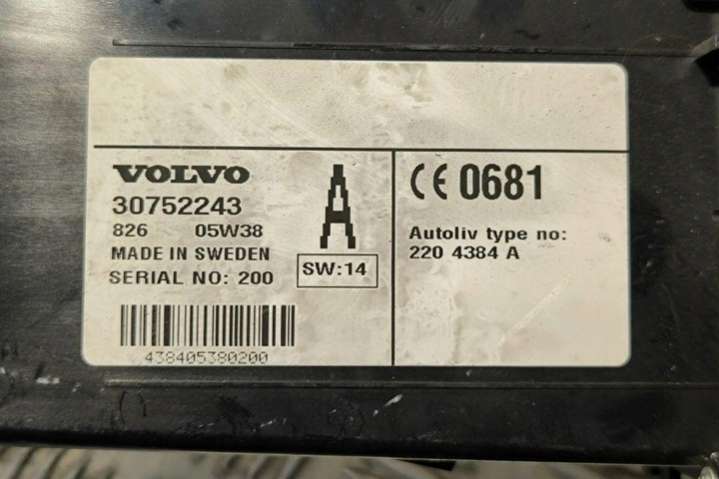 VOLVO
30752243
826 05W38
MADE IN SWEDEN
SERIAL NO: 200
A
SW:14
438405380200
CE 0681
Autoliv type no:
220 4384 A